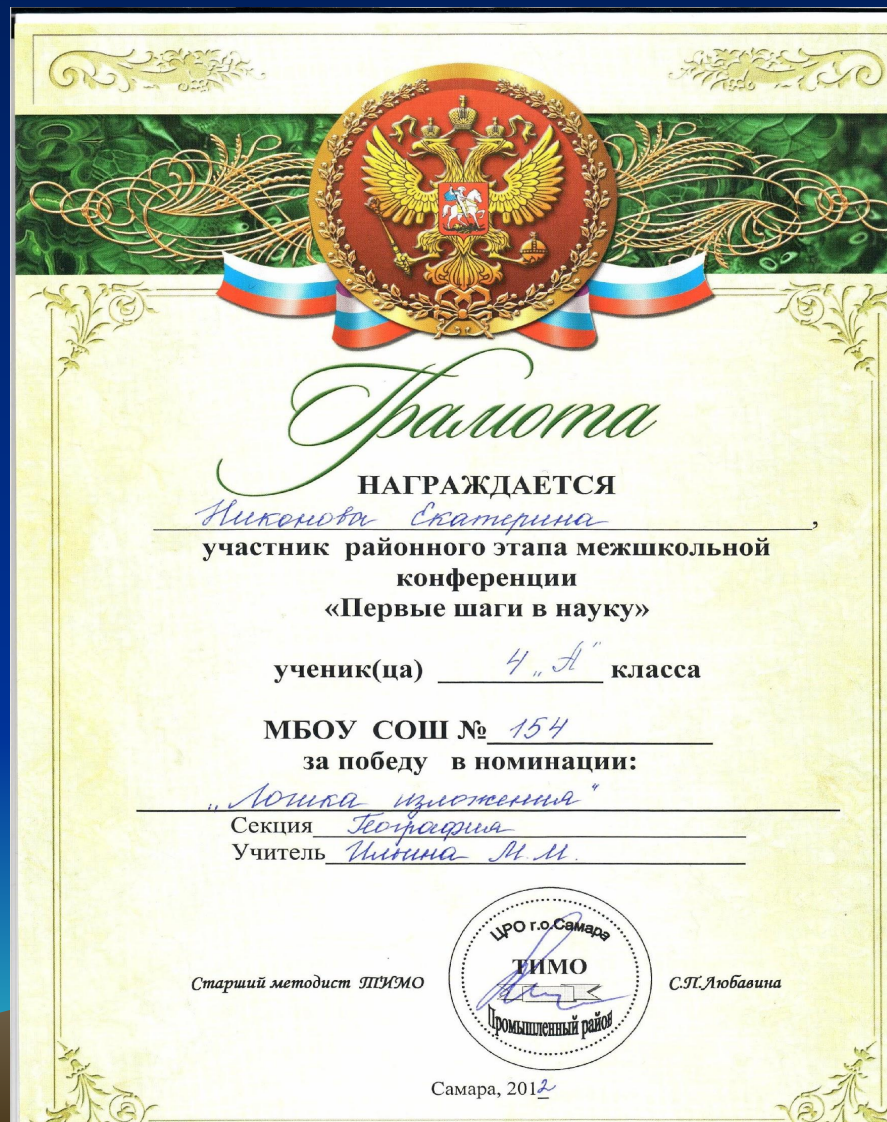 Грамота
НАГРАЖДАЕТСЯ
Никонова Екатерина,
участник районного этапа межшкольной
конференции
«Первые шаги в науку»
ученик(ца) 4 „А" класса
МБОУ СОШ № 154
за победу в номинации:
„Логика изложения"
Секция География
Учитель Ильина М. М.
ЦРО г.о.Самара
ТИМО
Промышленный район
Старший методист ТИМО
С.П.Любавина
Самара, 2012